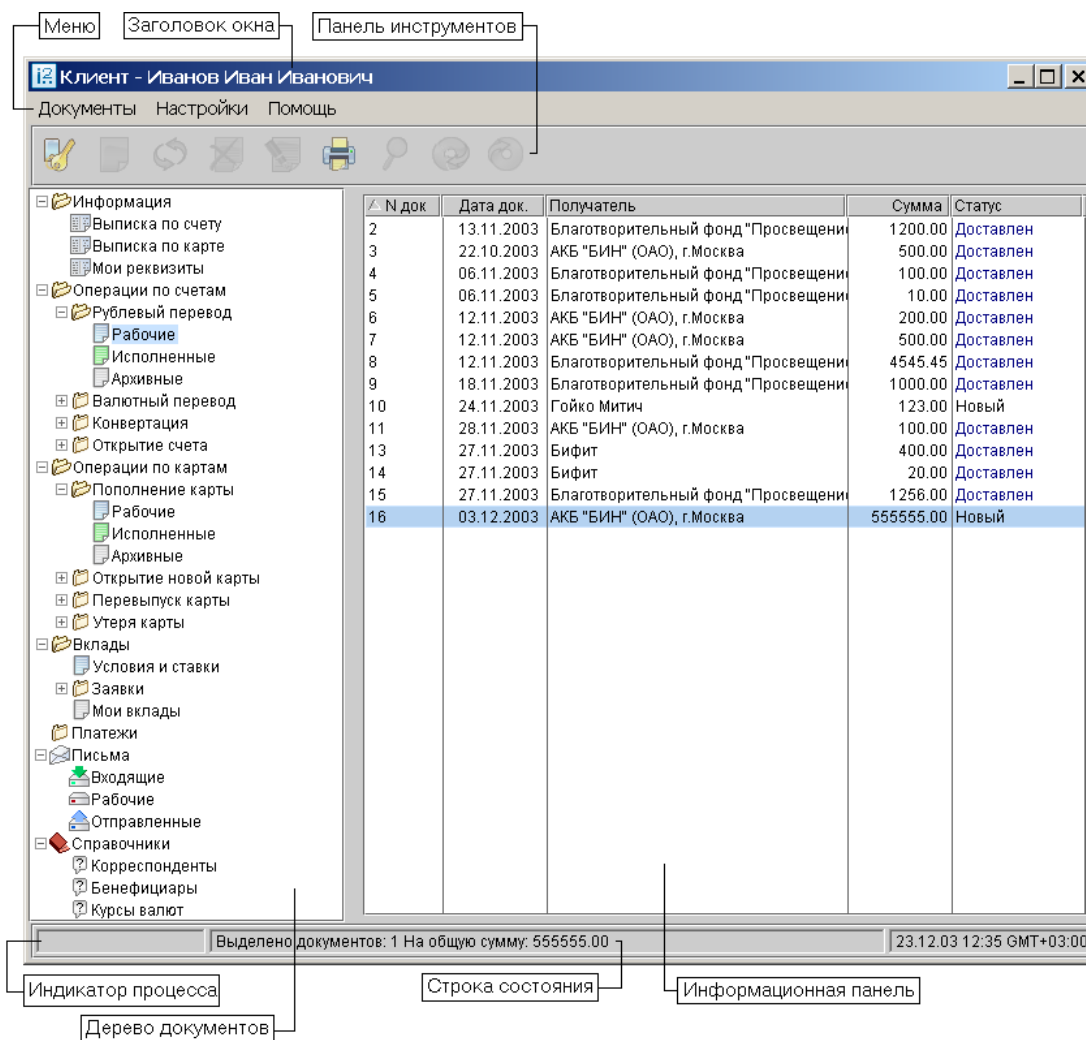 Меню Заголовок окна Панель инструментов
Клиент - Иванов Иван Иванович
Документы Настройки Помощь
Информация
Выписка по счету
Выписка по карте
Мои реквизиты
Операции по счетам
Рублевый перевод
Рабочие
Исполненные
Архивные
Валютный перевод
Конвертация
Открытие счета
Операции по картам
Пополнение карты
Рабочие
Исполненные
Архивные
Открытие новой карты
Перевыпуск карты
Утеря карты
Вклады
Условия и ставки
Заявки
Мои вклады
Платежи
Письма
Входящие
Рабочие
Отправленные
Справочники
Корреспонденты
Бенефициары
Курсы валют
N док Дата док. Получатель Сумма Статус
2 13.11.2003 Благотворительный фонд "Просвещени 1200.00 Доставлен
3 22.10.2003 АКБ "БИН" (ОАО), г.Москва 500.00 Доставлен
4 06.11.2003 Благотворительный фонд "Просвещени 100.00 Доставлен
5 06.11.2003 Благотворительный фонд "Просвещени 10.00 Доставлен
6 12.11.2003 АКБ "БИН" (ОАО), г.Москва 200.00 Доставлен
7 12.11.2003 АКБ "БИН" (ОАО), г.Москва 500.00 Доставлен
8 12.11.2003 Благотворительный фонд "Просвещени 4545.45 Доставлен
9 18.11.2003 Благотворительный фонд "Просвещени 1000.00 Доставлен
10 24.11.2003 Гойко Митич 123.00 Новый
11 28.11.2003 АКБ "БИН" (ОАО), г.Москва 100.00 Доставлен
13 27.11.2003 Бифит 400.00 Доставлен
14 27.11.2003 Бифит 20.00 Доставлен
15 27.11.2003 Благотворительный фонд "Просвещени 1256.00 Доставлен
16 03.12.2003 АКБ "БИН" (ОАО), г.Москва 555555.00 Новый
Выделено документов: 1 На общую сумму: 555555.00 23.12.03 12:35 GMT+03:00
Индикатор процесса Строка состояния Информационная панель
Дерево документов